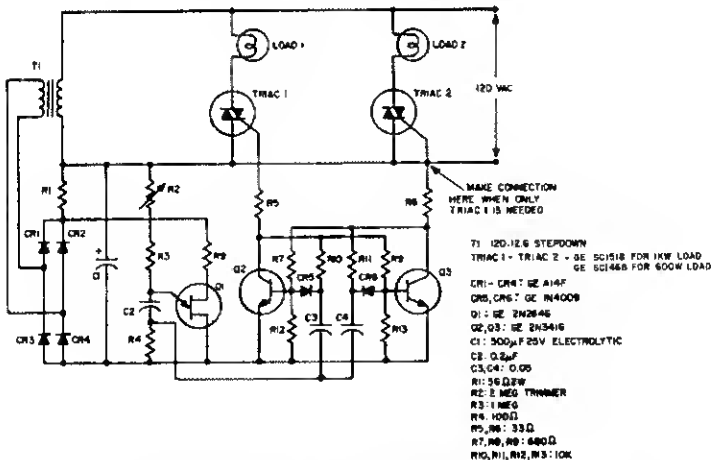 T1
LOAD 1
LOAD 2
TRIAC 1
TRIAC 2
120 VAC
R1
R2
MAKE CONNECTION
HERE WHEN ONLY
TRIAC 1 IS NEEDED
R5
R6
CR1
CR2
C1
+
R3
R9
Q1
Q2
R7
CR5
R10
R11
CR6
R9
Q3
C2
CR3
CR4
R4
R12
C3
C4
R13
T1 120-12.6 STEPDOWN
TRIAC 1 - TRIAC 2 - GE SC151B FOR 1KW LOAD
GE SC146B FOR 600W LOAD
CR1- CR4: GE A14F
CR5, CR6: GE IN4009
Q1: GE 2N2646
Q2,Q3: GE 2N3416
C1: 500µF 25V ELECTROLYTIC
C2: 0.2µF
C3,C4: 0.05
R1: 56Ω2W
R2: 2 MEG TRIMMER
R3: 1 MEG
R4: 100Ω
R5,R6: 33Ω
R7,R8,R9: 680Ω
R10,R11,R12,R13: 10K